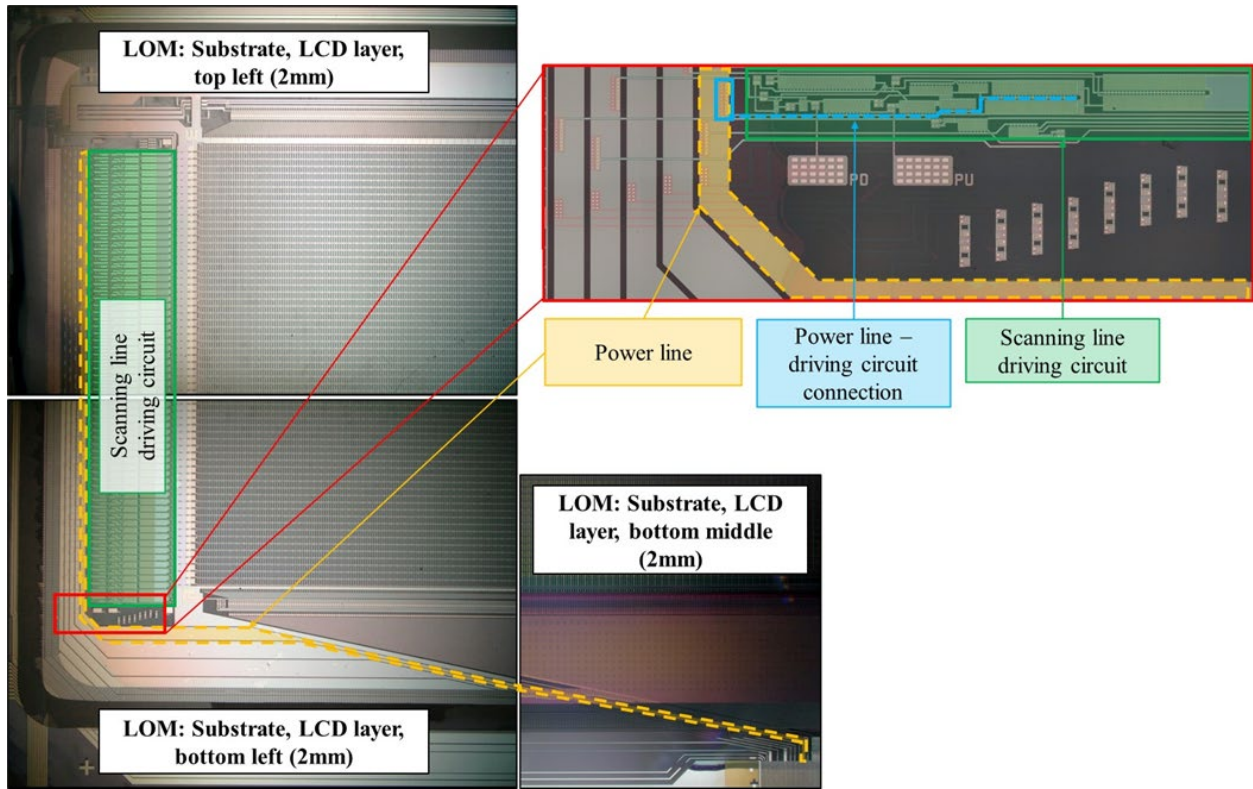 LOM: Substrate, LCD layer,
top left (2mm)
Scanning line
driving circuit
PO
PU
Power line
Power line –
driving circuit
connection
Scanning line
driving circuit
LOM: Substrate, LCD
layer, bottom middle
(2mm)
LOM: Substrate, LCD layer,
bottom left (2mm)